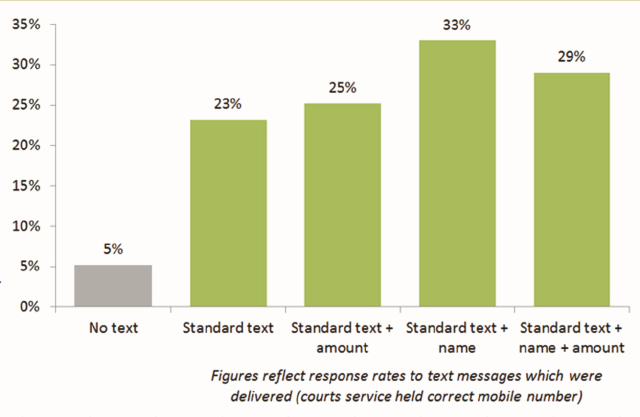 35%
30%
25%
20%
15%
10%
5%
0%
5%
23%
25%
33%
29%
No text
Standard text
Standard text +
amount
Standard text +
name
Standard text +
name + amount
Figures reflect response rates to text messages which were
delivered (courts service held correct mobile number)